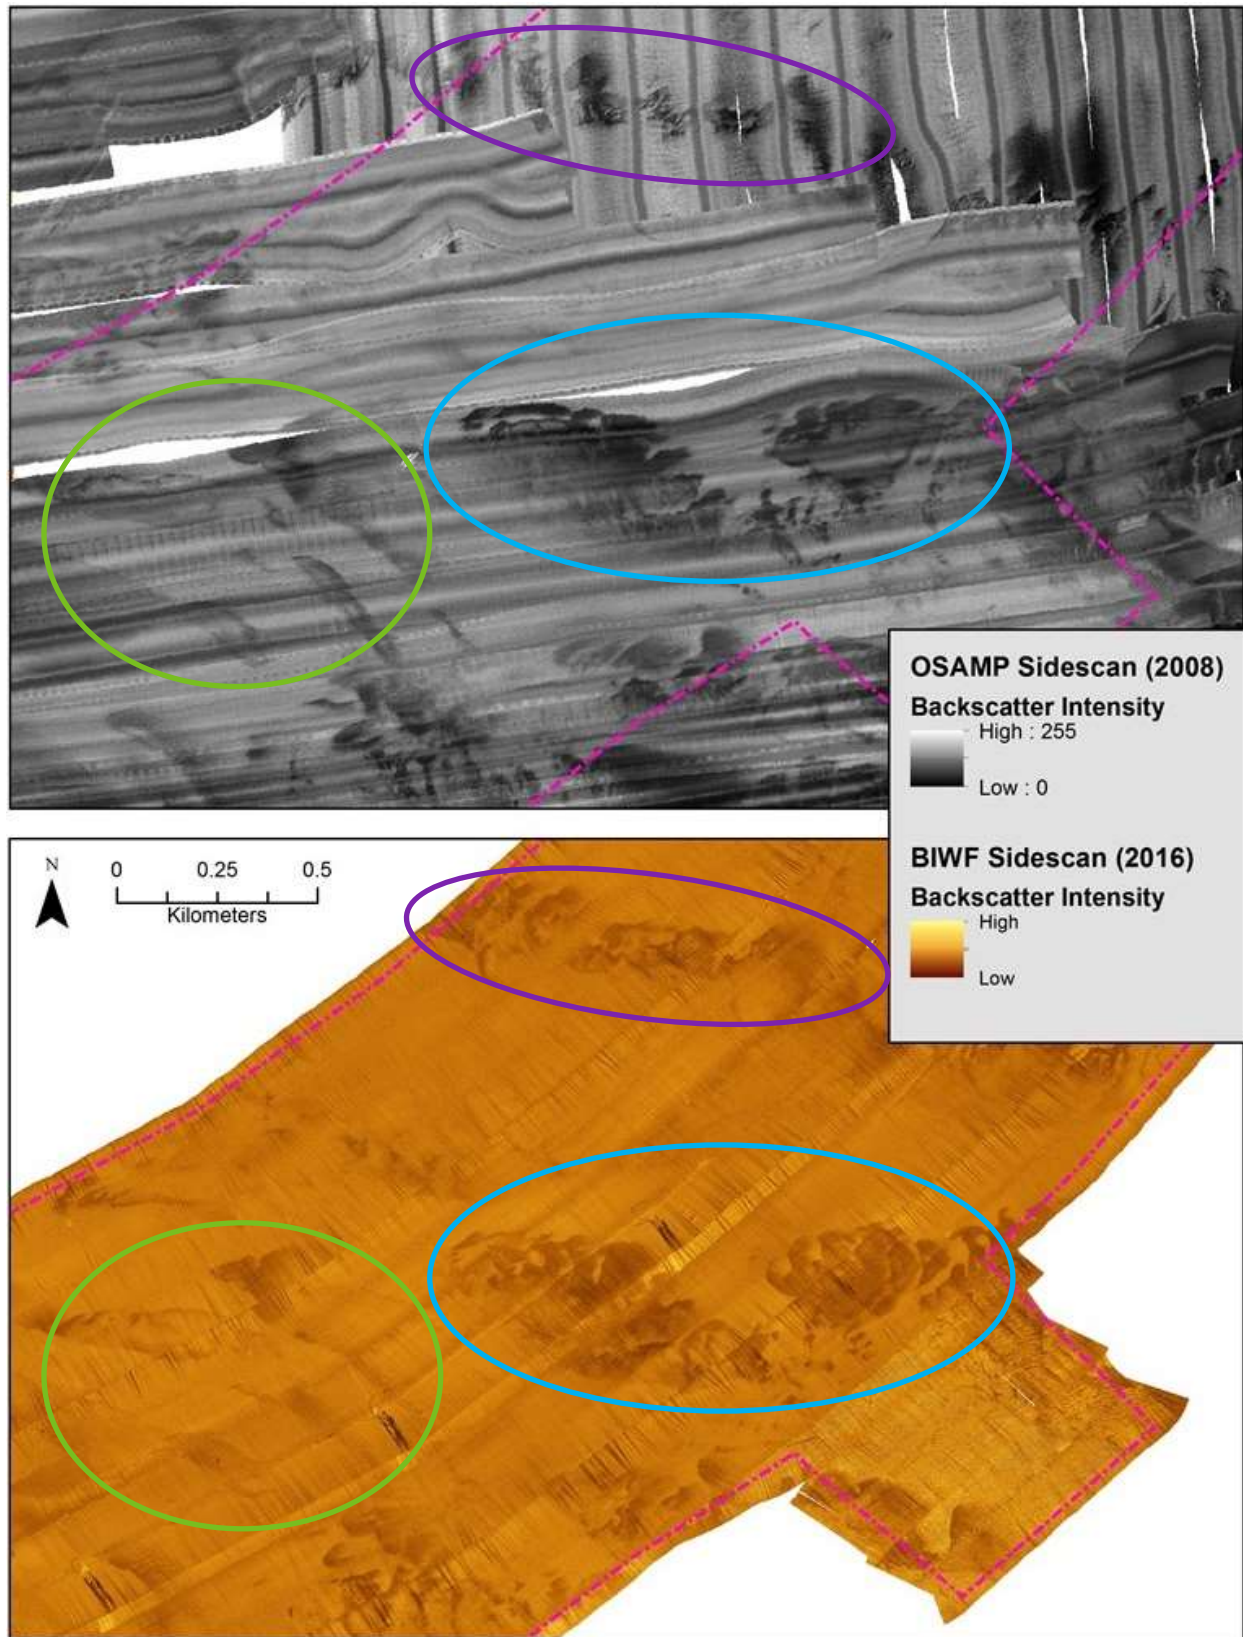 OSAMP Sidescan (2008)
Backscatter Intensity
High : 255
Low : 0
BIWF Sidescan (2016)
Backscatter Intensity
High
Low
N
0 0.25 0.5
Kilometers